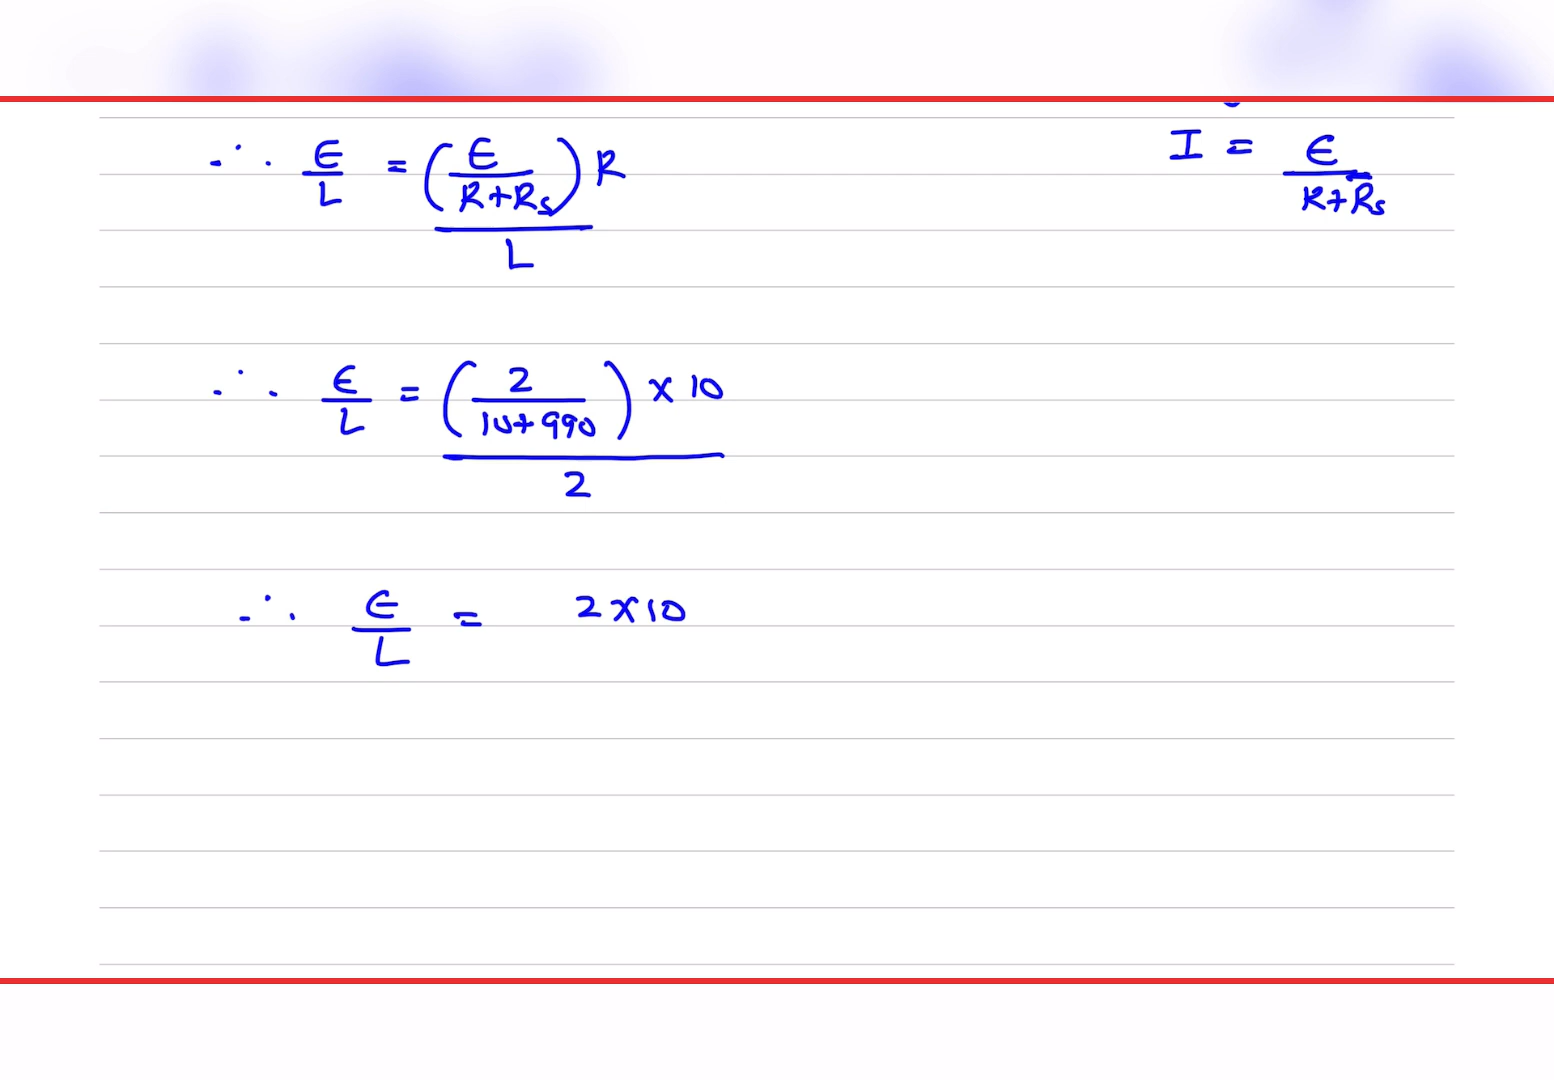 ∴ E/L = (E/(R+Rs))R / L
I = E/(R+Rs)
∴ E/L = (2/(10+990)) × 10 / 2
∴ E/L = 2×10